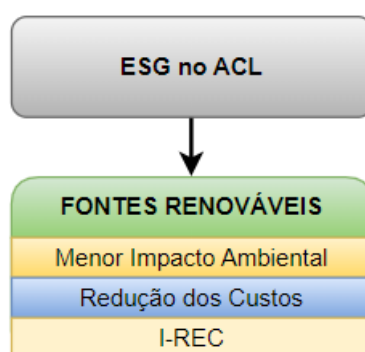 ESG no ACL
FONTES RENOVÁVEIS
Menor Impacto Ambiental
Redução dos Custos
I-REC